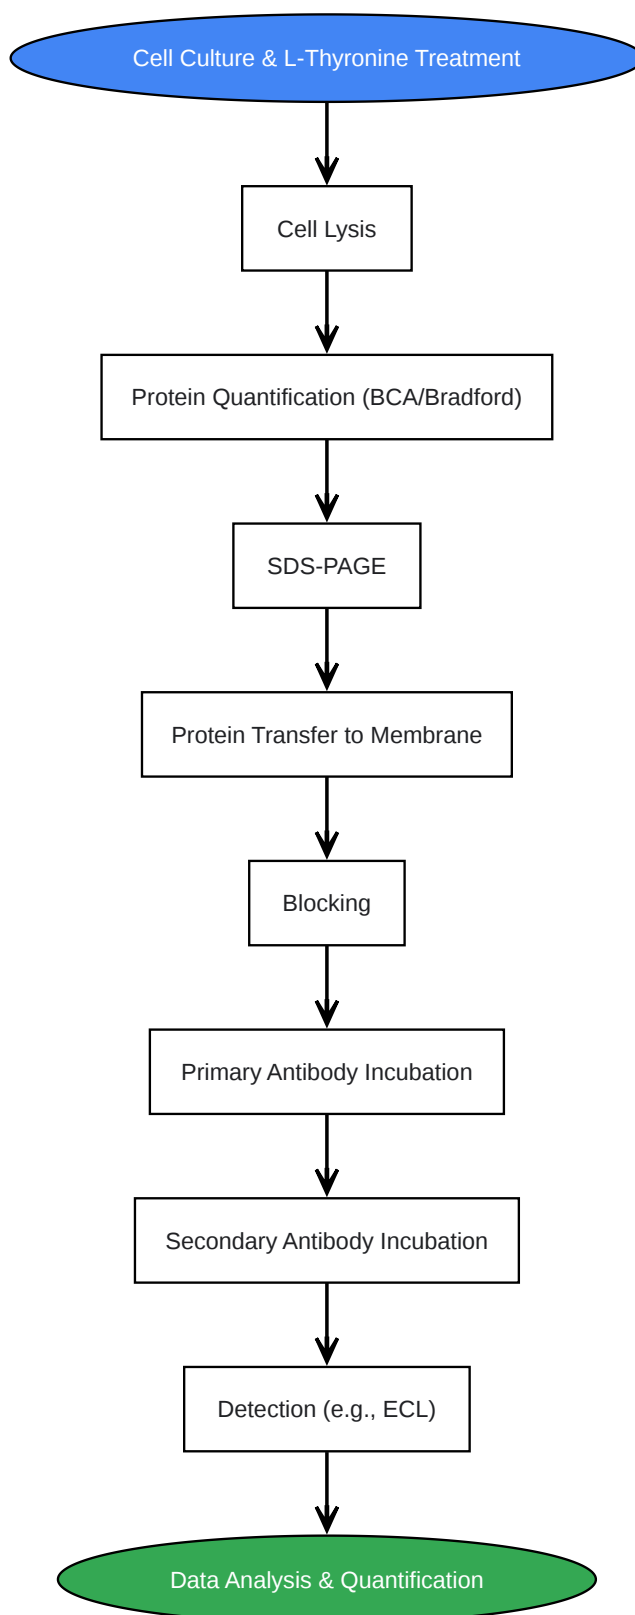 Cell Culture & L-Thyronine Treatment
Cell Lysis
Protein Quantification (BCA/Bradford)
SDS-PAGE
Protein Transfer to Membrane
Blocking
Primary Antibody Incubation
Secondary Antibody Incubation
Detection (e.g., ECL)
Data Analysis & Quantification